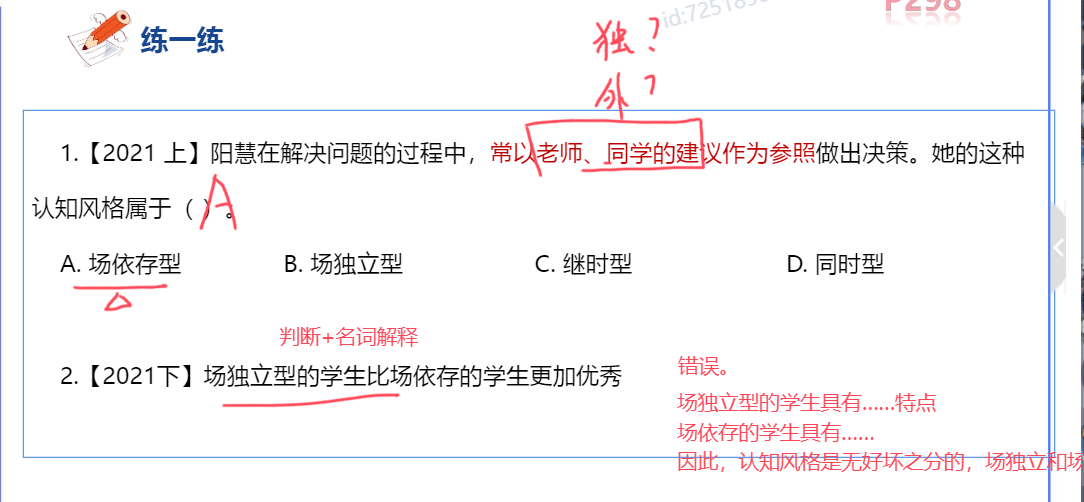 P298
id:72518
练一练
独?
外?
1.【2021 上】阳慧在解决问题的过程中，常以老师、同学的建议作为参照做出决策。她的这种
认知风格属于（ ）。A
A. 场依存型 B. 场独立型 C. 继时型 D. 同时型
判断+名词解释
2.【2021下】场独立型的学生比场依存的学生更加优秀
错误。
场独立型的学生具有......特点
场依存的学生具有......
因此，认知风格是无好坏之分的，场独立和场